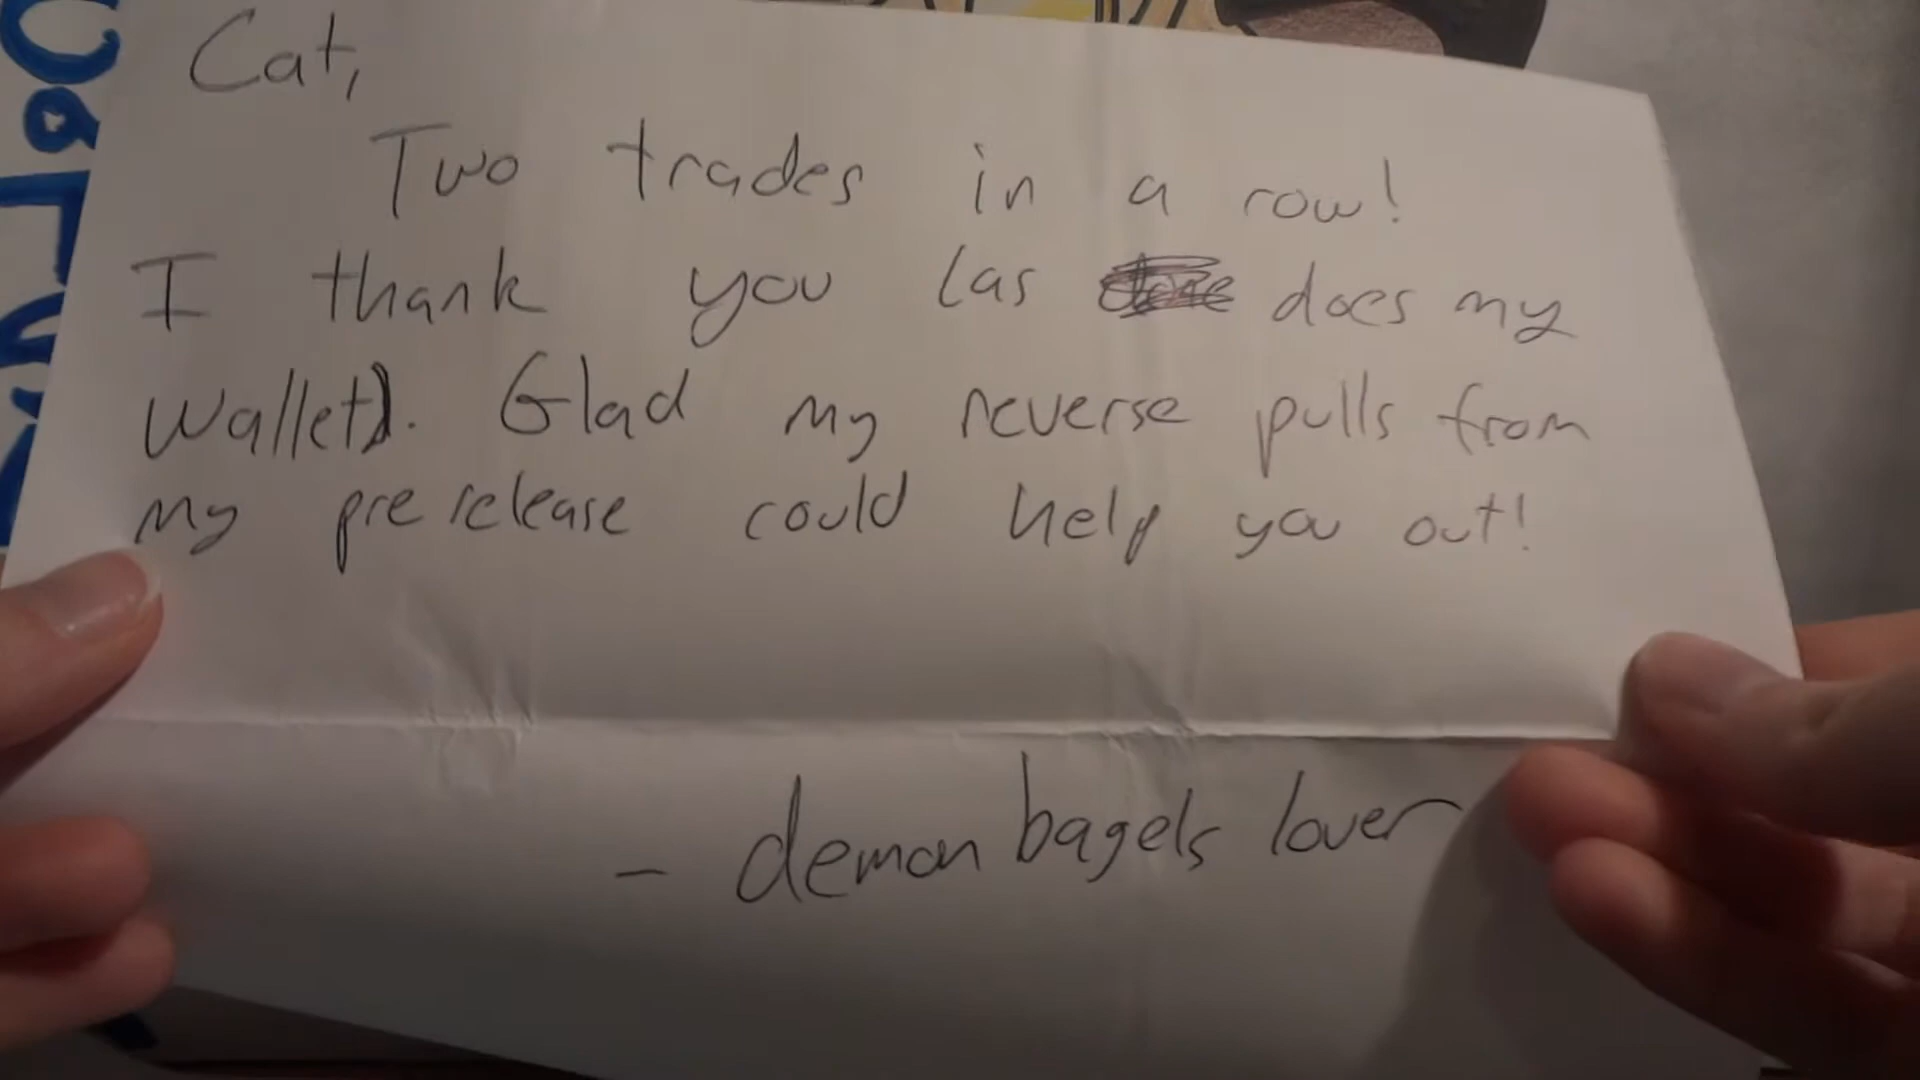 Cat,
Two trades in a row!
I thank you (as does my
wallet). Glad my reverse pulls from
my prerelease could help you out!
- demon bagels lover